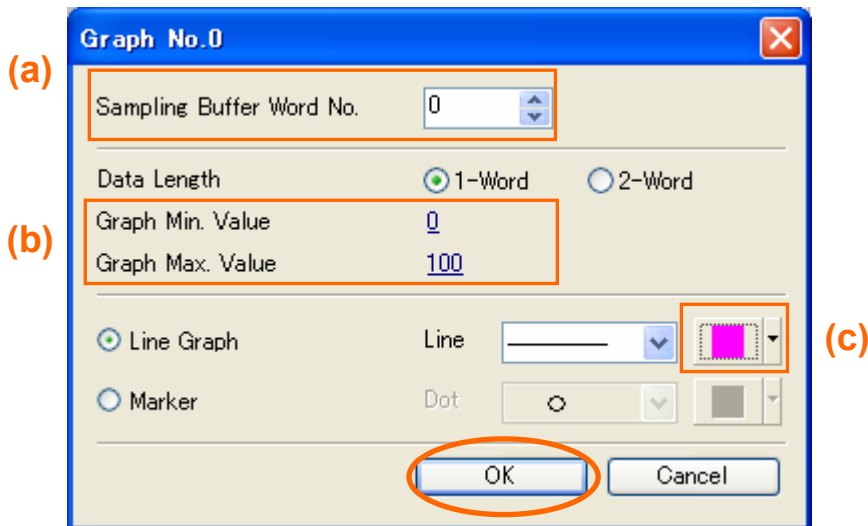 Graph No.0
(a)
Sampling Buffer Word No. 0
Data Length 1-Word 2-Word
(b)
Graph Min. Value 0
Graph Max. Value 100
Line Graph Line
(c)
Marker Dot
OK Cancel